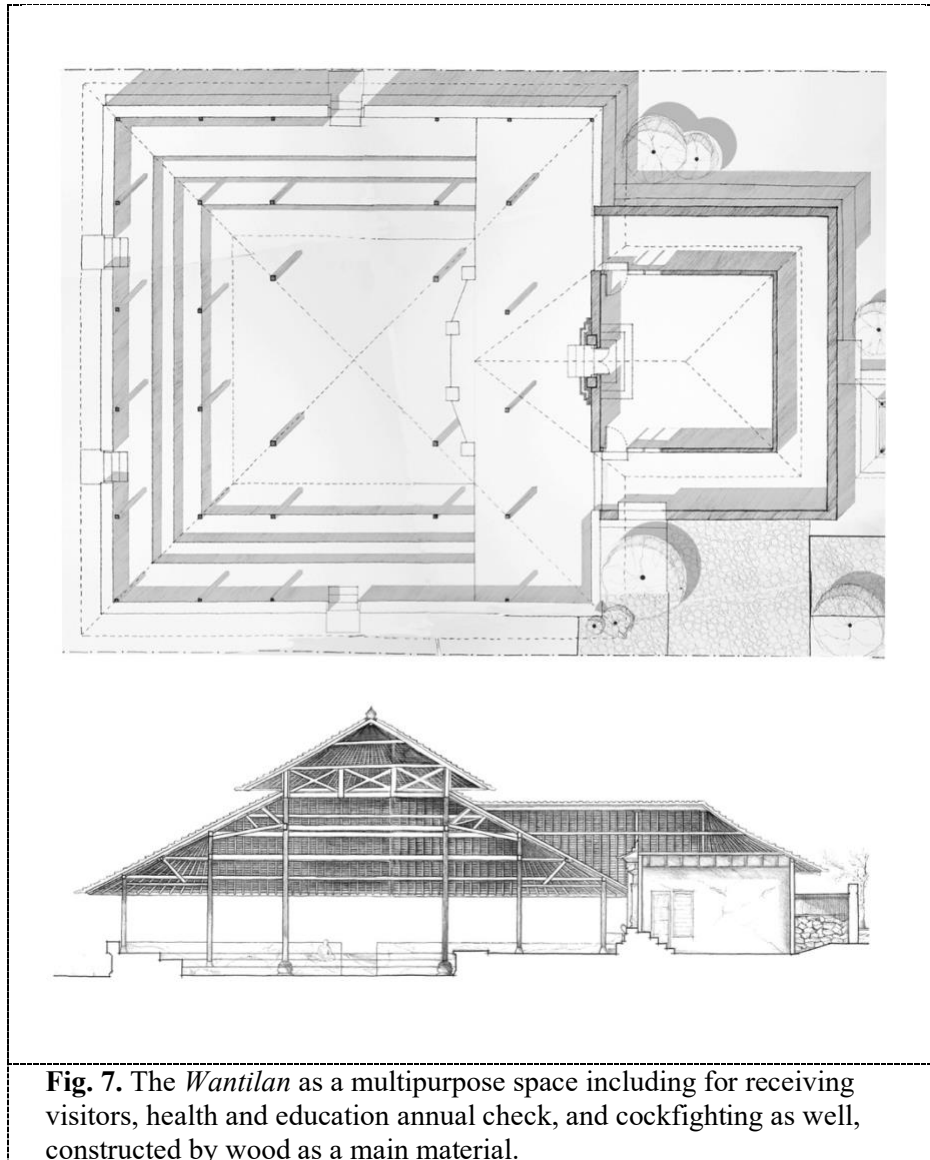 Fig. 7. The Wantilan as a multipurpose space including for receiving
visitors, health and education annual check, and cockfighting as well,
constructed by wood as a main material.